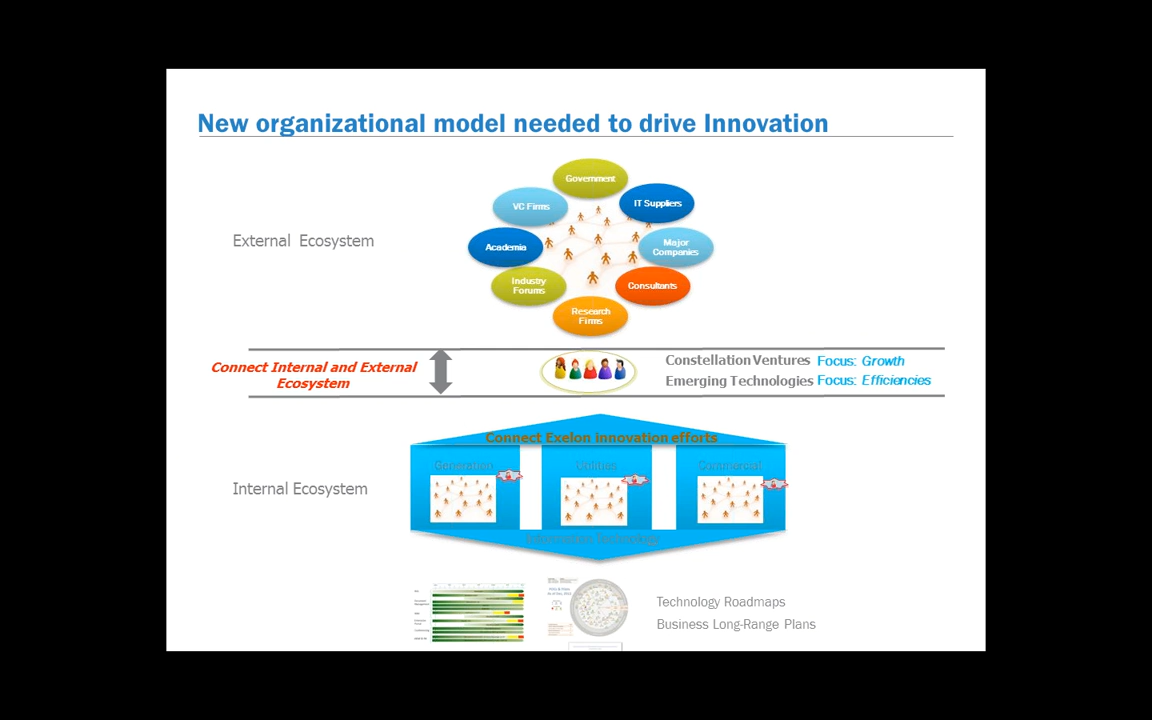 New organizational model needed to drive Innovation
Government
VC Firms
IT Suppliers
External Ecosystem
Academia
Major
Companies
Industry
Forums
Consultants
Research
Firms
Connect Internal and External
Ecosystem
Constellation Ventures Focus: Growth
Emerging Technologies Focus: Efficiencies
Connect Exelon innovation efforts
Generation
Utilities
Commercial
Internal Ecosystem
Information Technology
Technology Roadmaps
Business Long-Range Plans